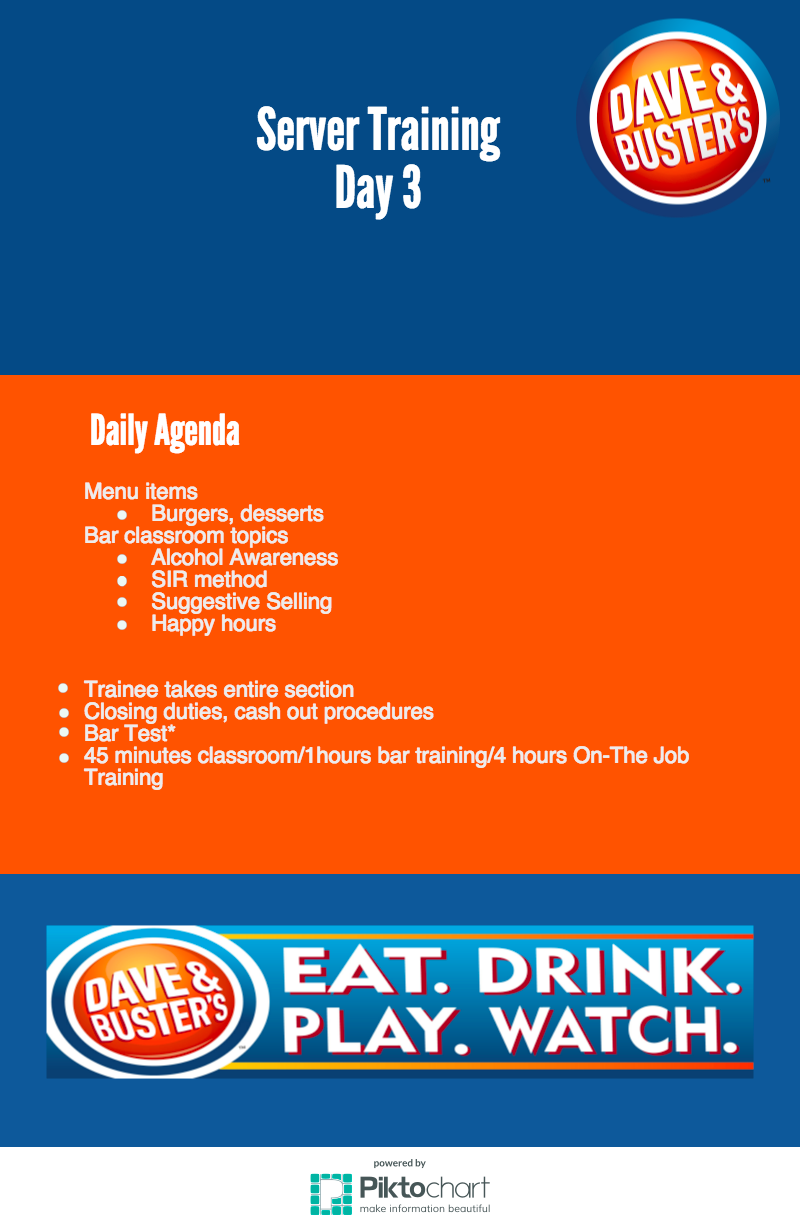 Server Training
Day 3
DAVE &
BUSTER'S
Daily Agenda
Menu items
● Burgers, desserts
Bar classroom topics
● Alcohol Awareness
● SIR method
● Suggestive Selling
● Happy hours
● Trainee takes entire section
● Closing duties, cash out procedures
● Bar Test*
● 45 minutes classroom/1hours bar training/4 hours On-The Job
Training
DAVE &
BUSTER'S
EAT. DRINK.
PLAY. WATCH.
powered by
Piktochart
make information beautiful